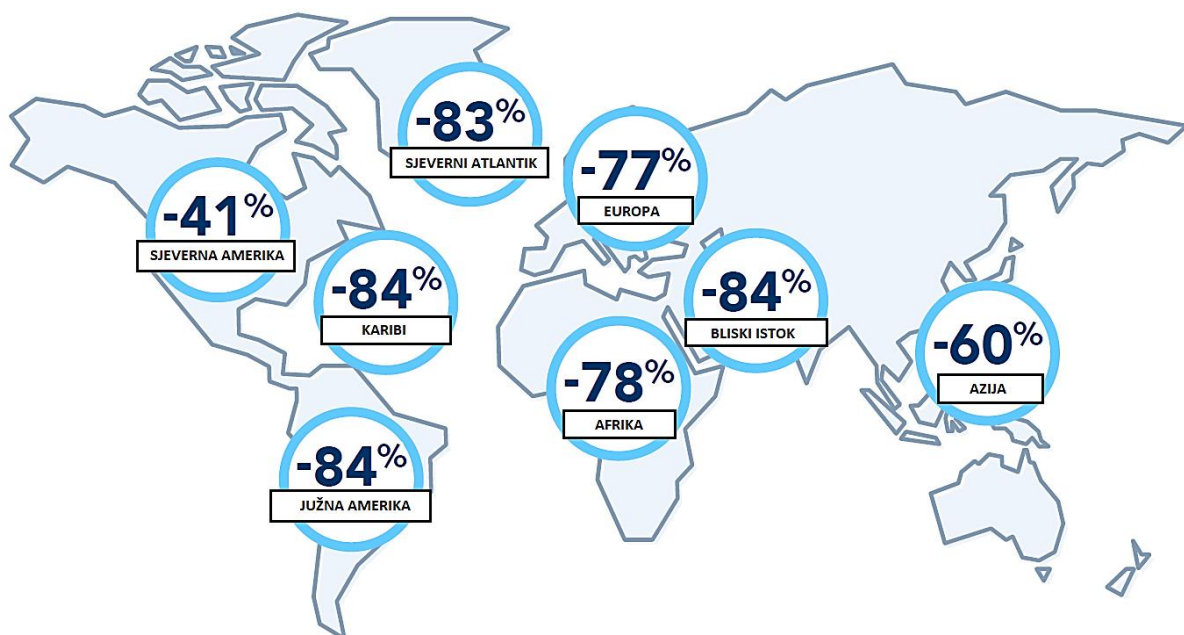 -83%
SJEVERNI ATLANTIK
-77%
EUROPA
-41%
SJEVERNA AMERIKA
-84%
KARIBI
-84%
BLISKI ISTOK
-60%
AZIJA
-78%
AFRIKA
-84%
JUŽNA AMERIKA